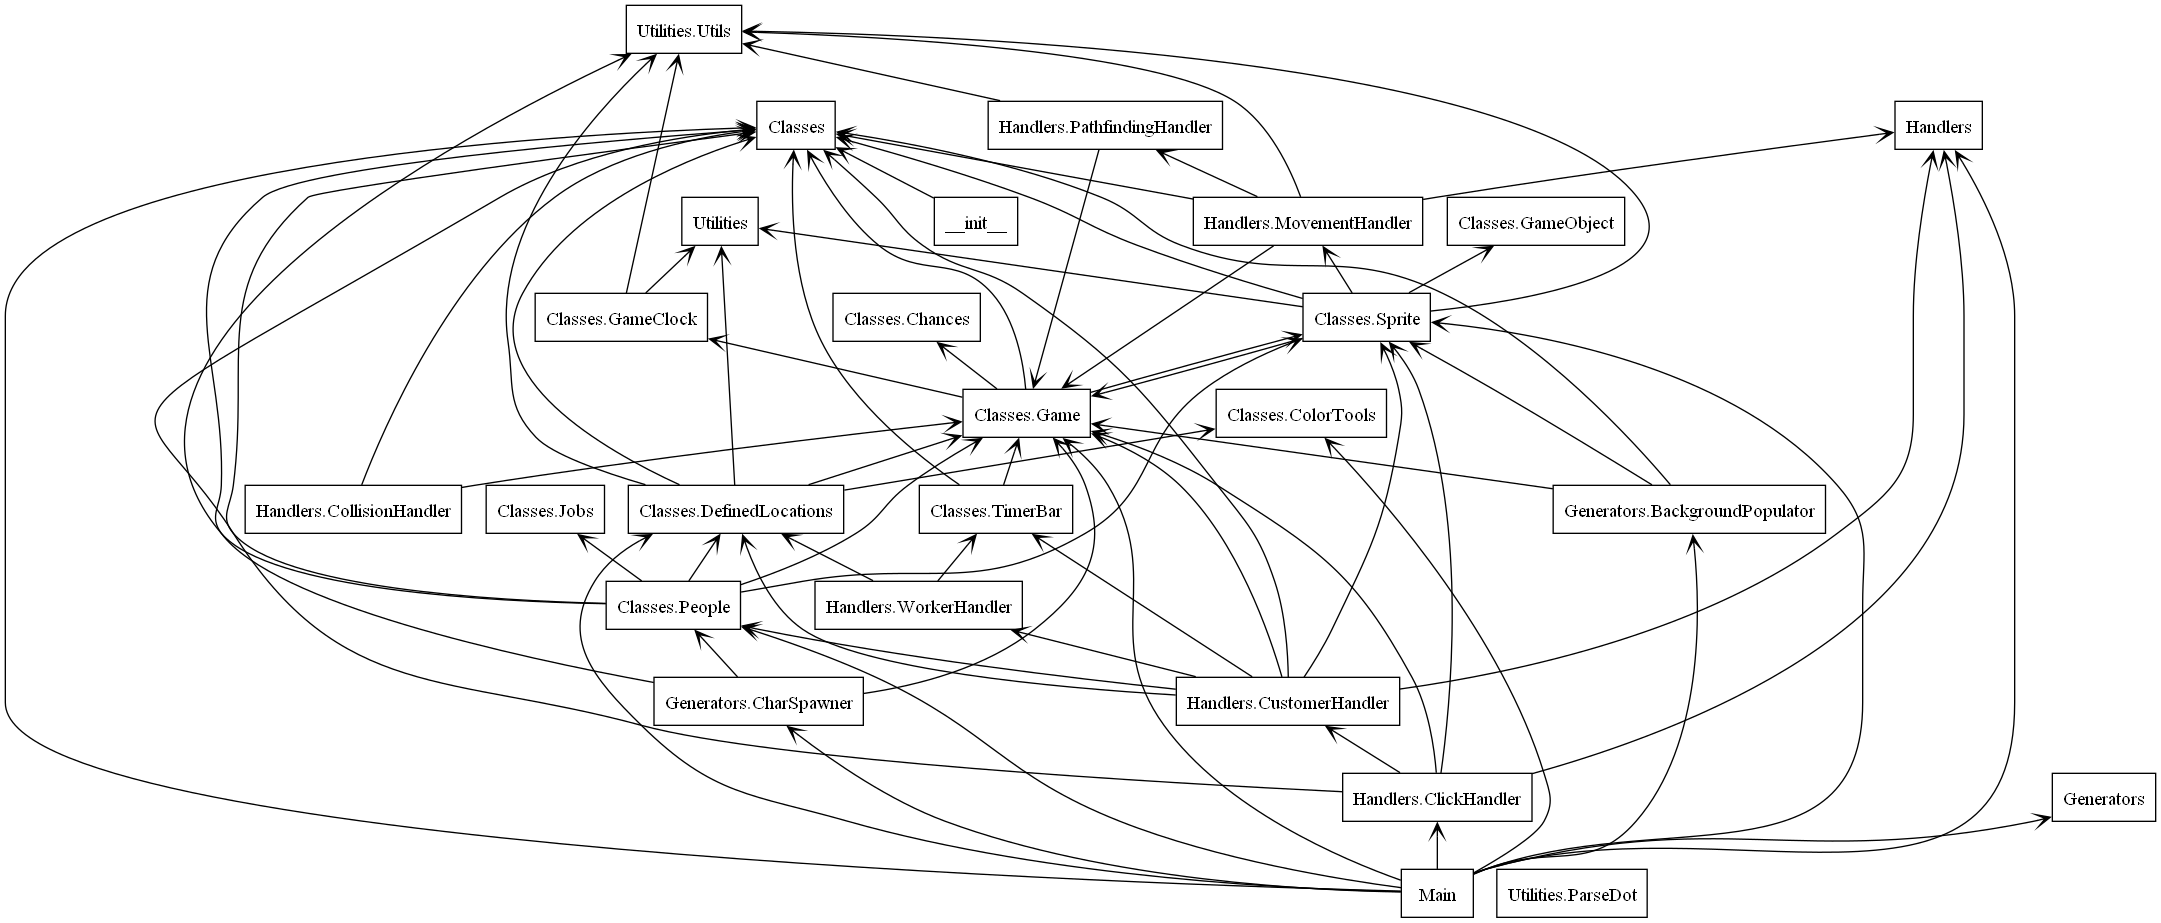 Utilities.Utils
Classes
Handlers.PathfindingHandler
Handlers
Utilities
__init__
Handlers.MovementHandler
Classes.GameObject
Classes.GameClock
Classes.Chances
Classes.Sprite
Classes.Game
Classes.ColorTools
Handlers.CollisionHandler
Classes.Jobs
Classes.DefinedLocations
Classes.TimerBar
Generators.BackgroundPopulator
Classes.People
Handlers.WorkerHandler
Generators.CharSpawner
Handlers.CustomerHandler
Handlers.ClickHandler
Generators
Main
Utilities.ParseDot